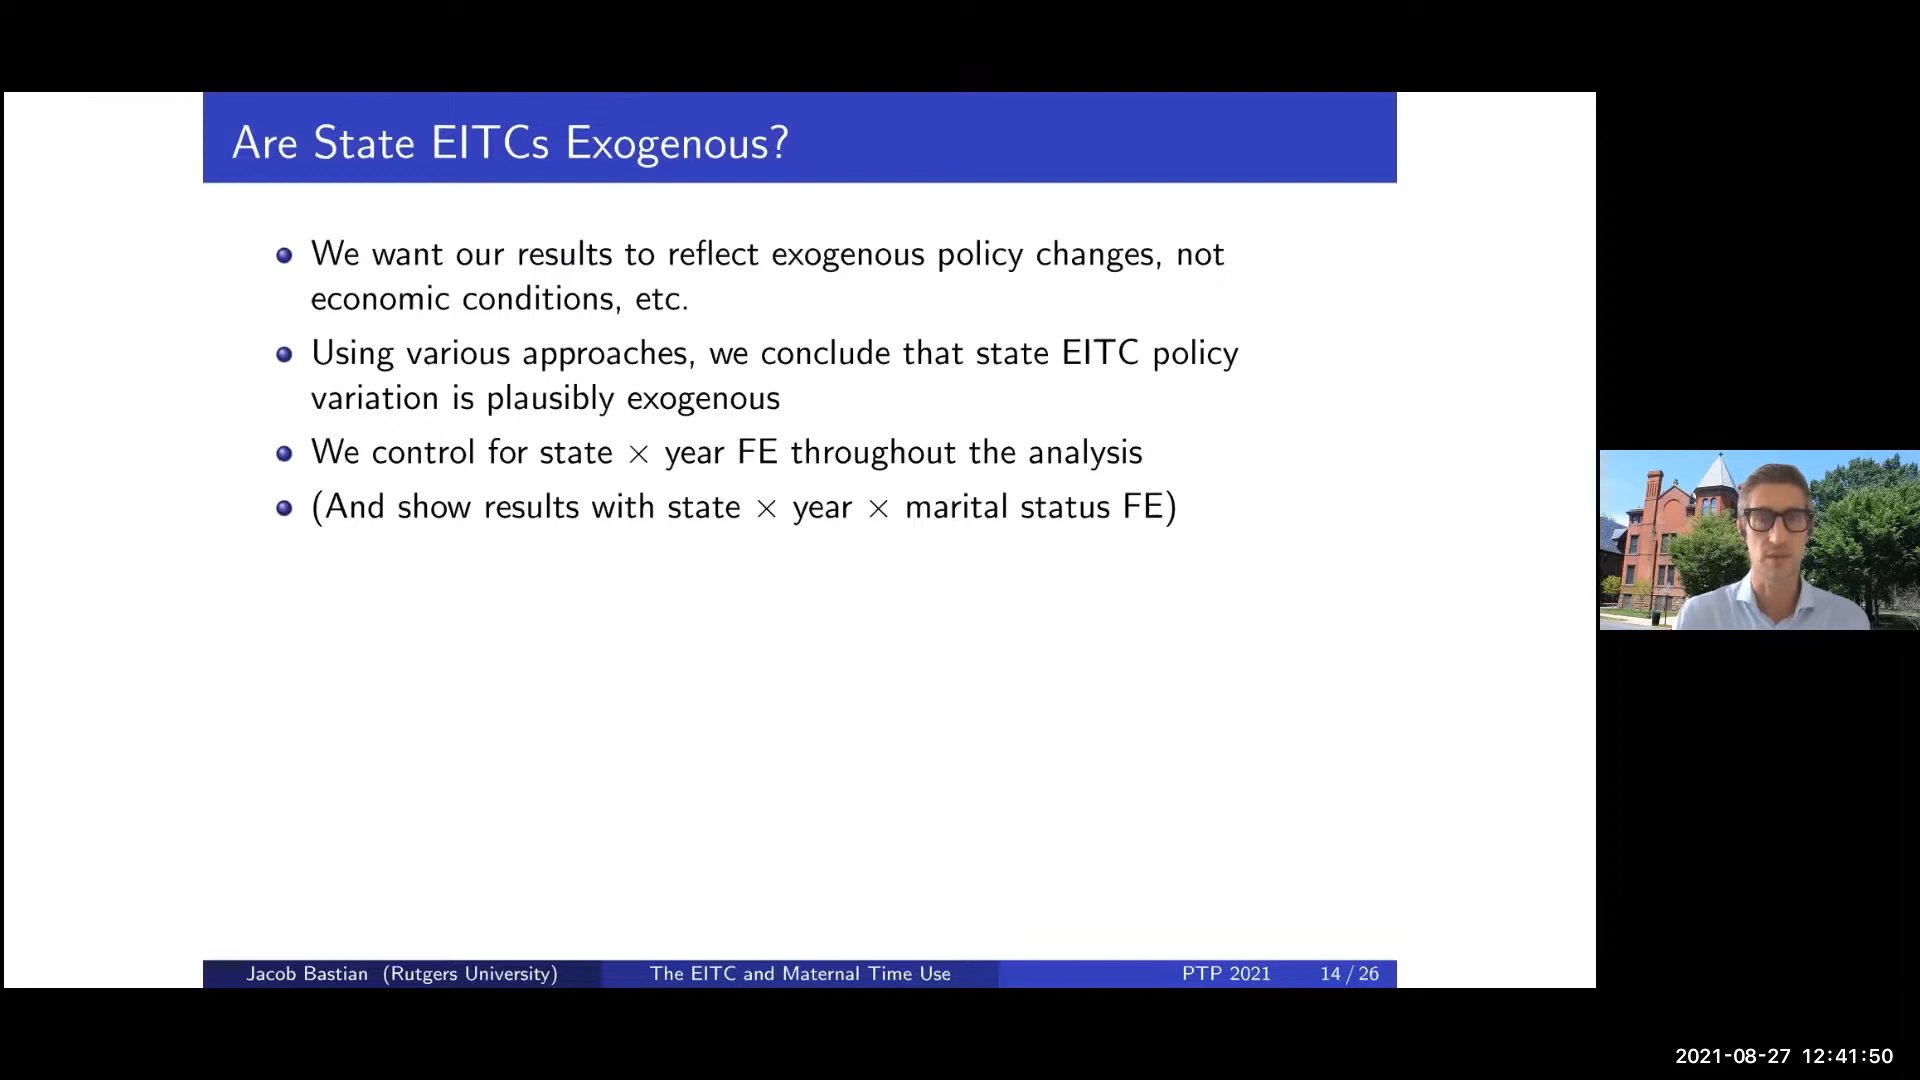 Are State EITCs Exogenous?
We want our results to reflect exogenous policy changes, not
economic conditions, etc.
Using various approaches, we conclude that state EITC policy
variation is plausibly exogenous
We control for state × year FE throughout the analysis
(And show results with state × year × marital status FE)
Jacob Bastian (Rutgers University) The EITC and Maternal Time Use PTP 2021 14 / 26
2021-08-27 12:41:50